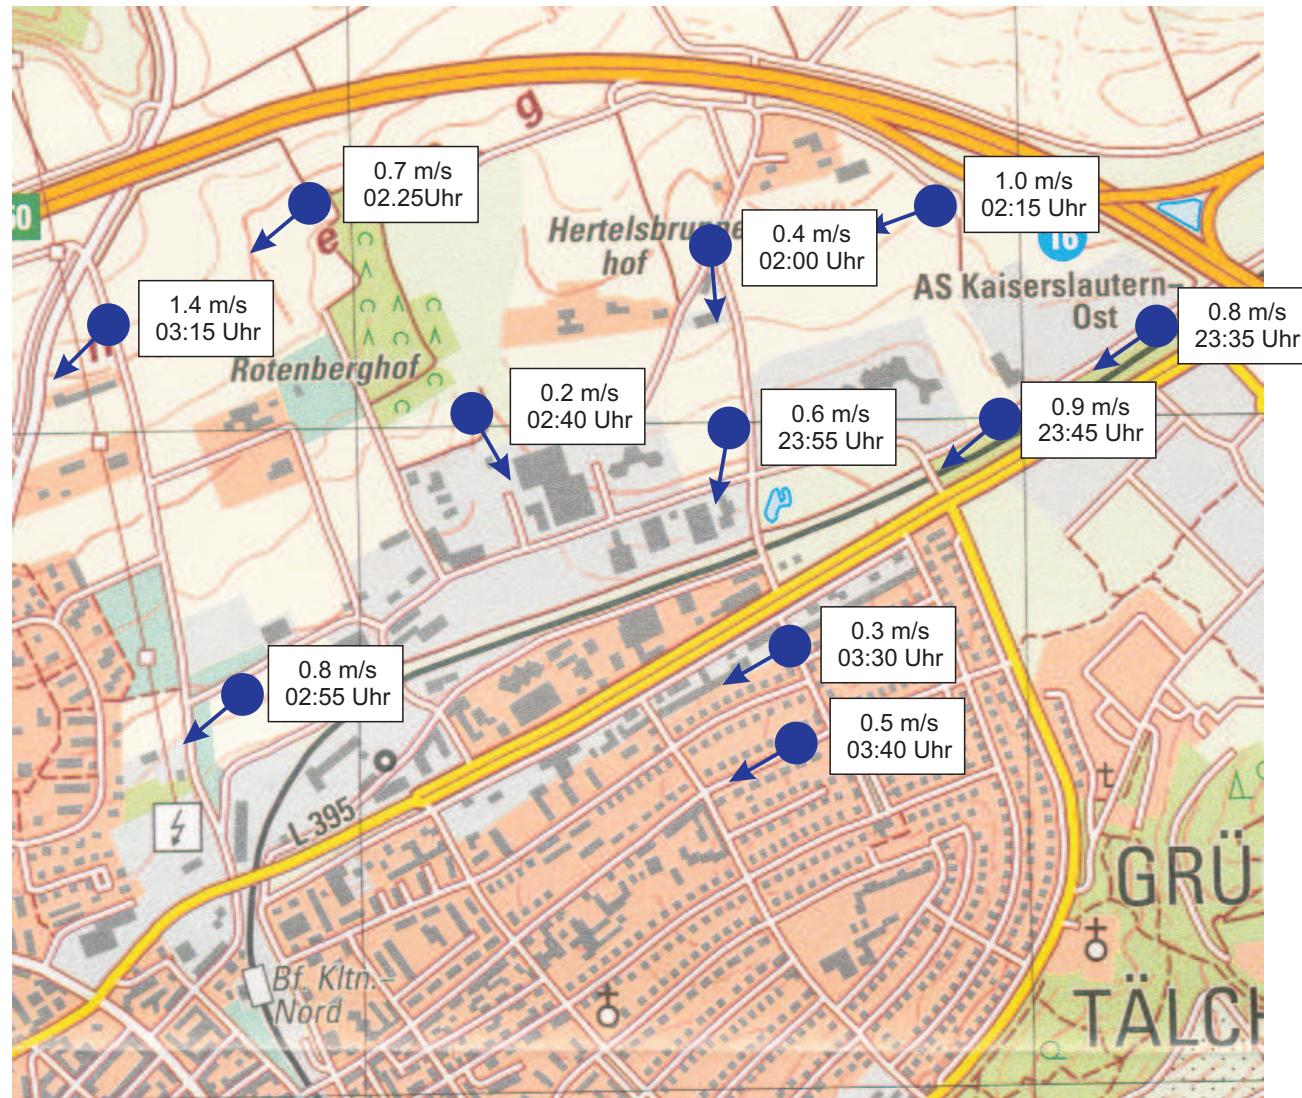 g
0.7 m/s
02.25Uhr
1.0 m/s
02:15 Uhr
e
0.4 m/s
02:00 Uhr
hof
16
AS Kaiserslautern-
Ost
1.4 m/s
03:15 Uhr
0.8 m/s
23:35 Uhr
Rotenberghof
0.2 m/s
02:40 Uhr
0.6 m/s
23:55 Uhr
0.9 m/s
23:45 Uhr
0.3 m/s
03:30 Uhr
0.8 m/s
02:55 Uhr
0.5 m/s
03:40 Uhr
L 395
GRÜ
Bf. Kltn.-
Nord
TÄLCH